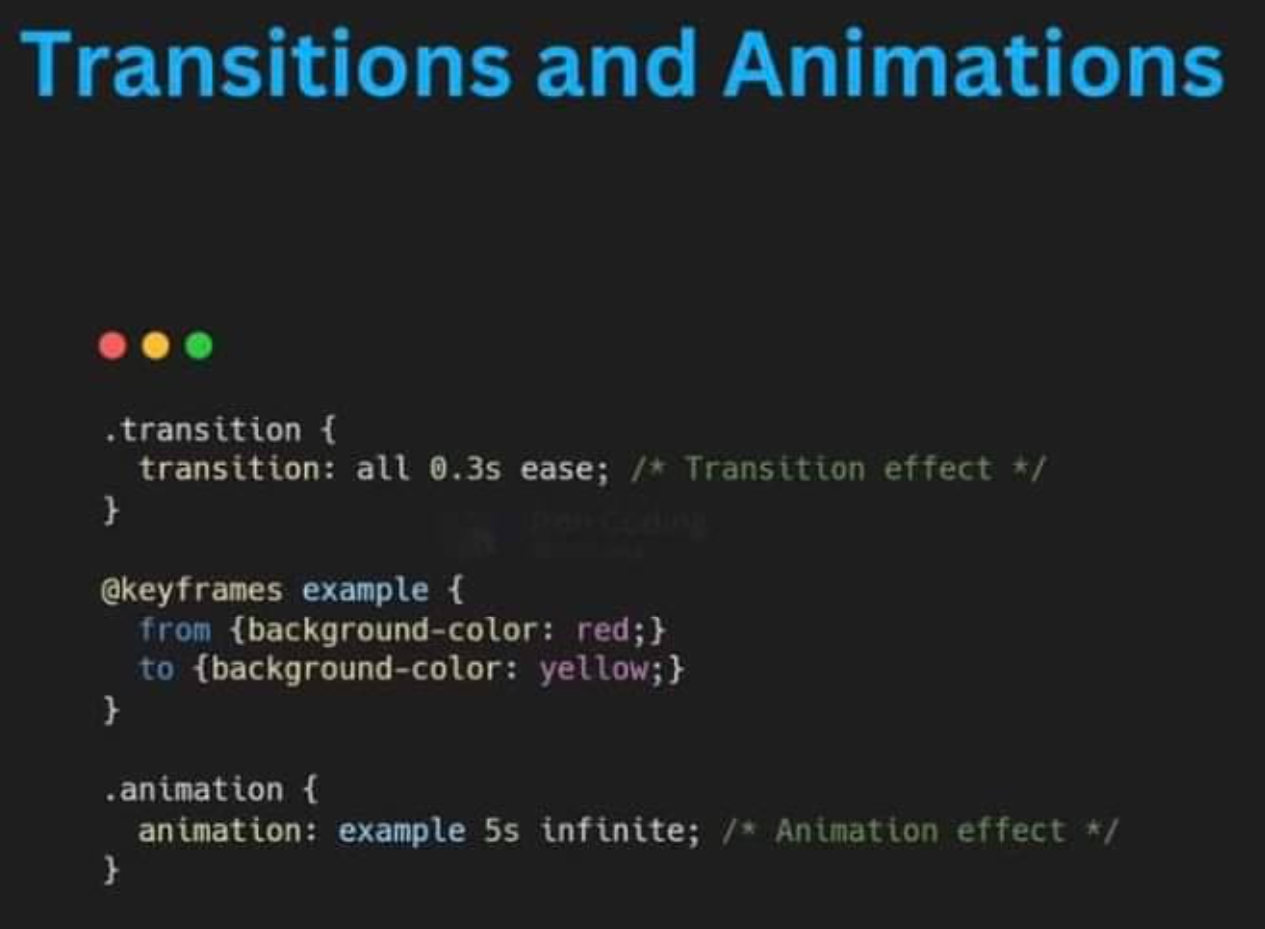 Transitions and Animations
.transition {
  transition: all 0.3s ease; /* Transition effect */
}
@keyframes example {
  from {background-color: red;}
  to {background-color: yellow;}
}
.animation {
  animation: example 5s infinite; /* Animation effect */
}